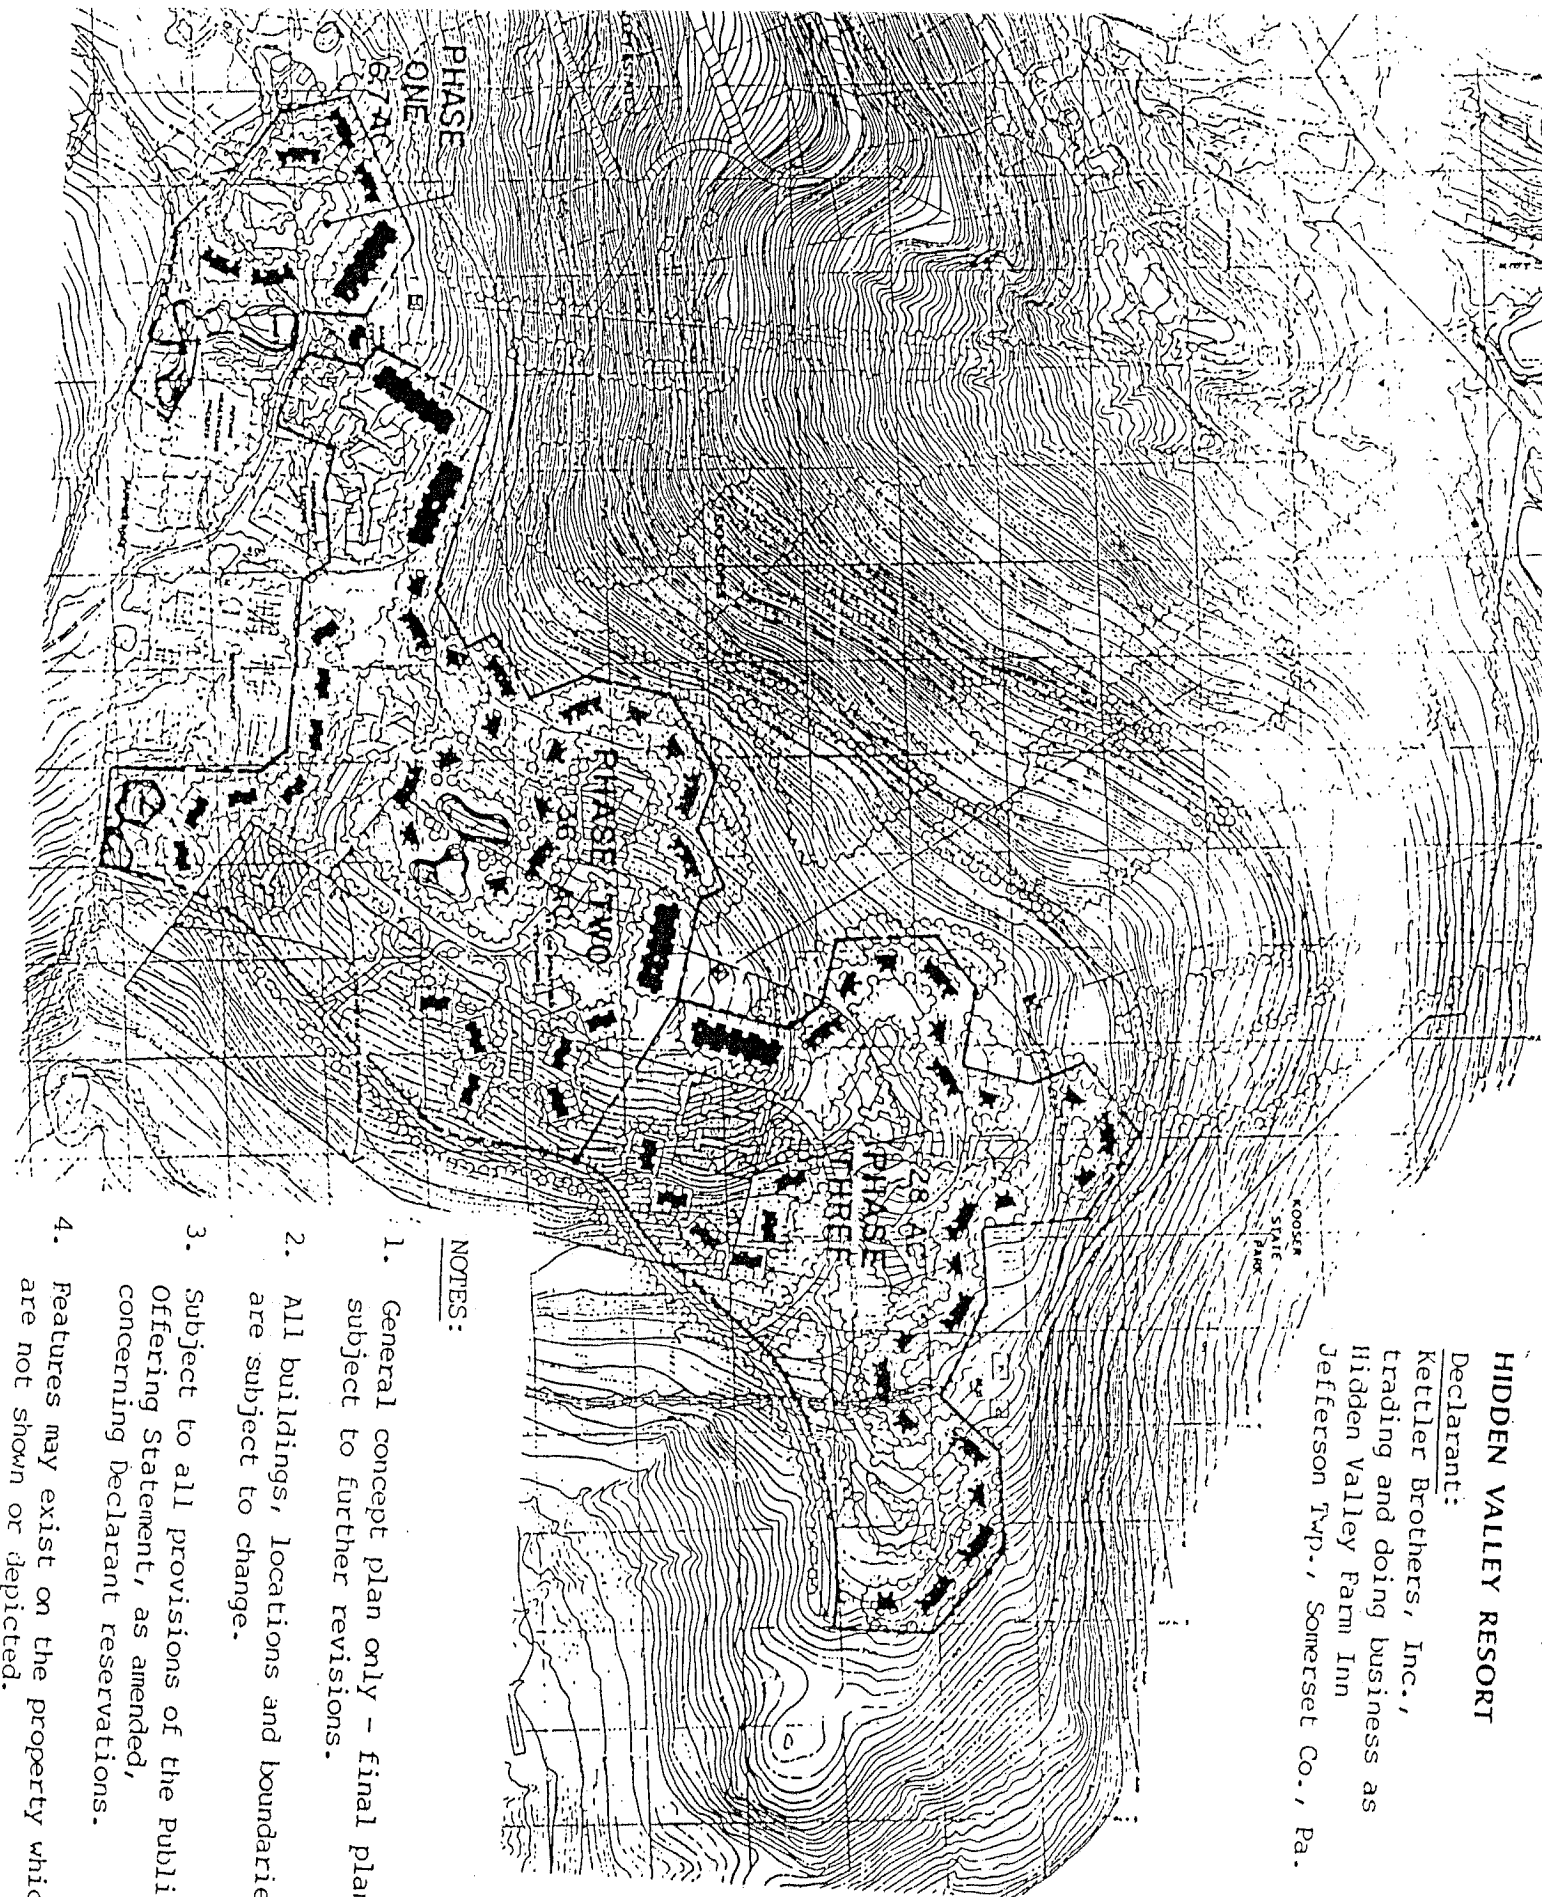 HIDDEN VALLEY RESORT
Declarant:
Kettler Brothers, Inc.,
trading and doing business as
Hidden Valley Farm Inn
Jefferson Twp., Somerset Co., Pa.
KOOSER
STATE
PARK
PHASE
ONE
PHASE TWO
PHASE
THREE
NOTES:
1. General concept plan only - final plan
subject to further revisions.
2. All buildings, locations and boundarie
are subject to change.
3. Subject to all provisions of the Publi
Offering Statement, as amended,
concerning Declarant reservations.
4. Features may exist on the property whic
are not shown or depicted.